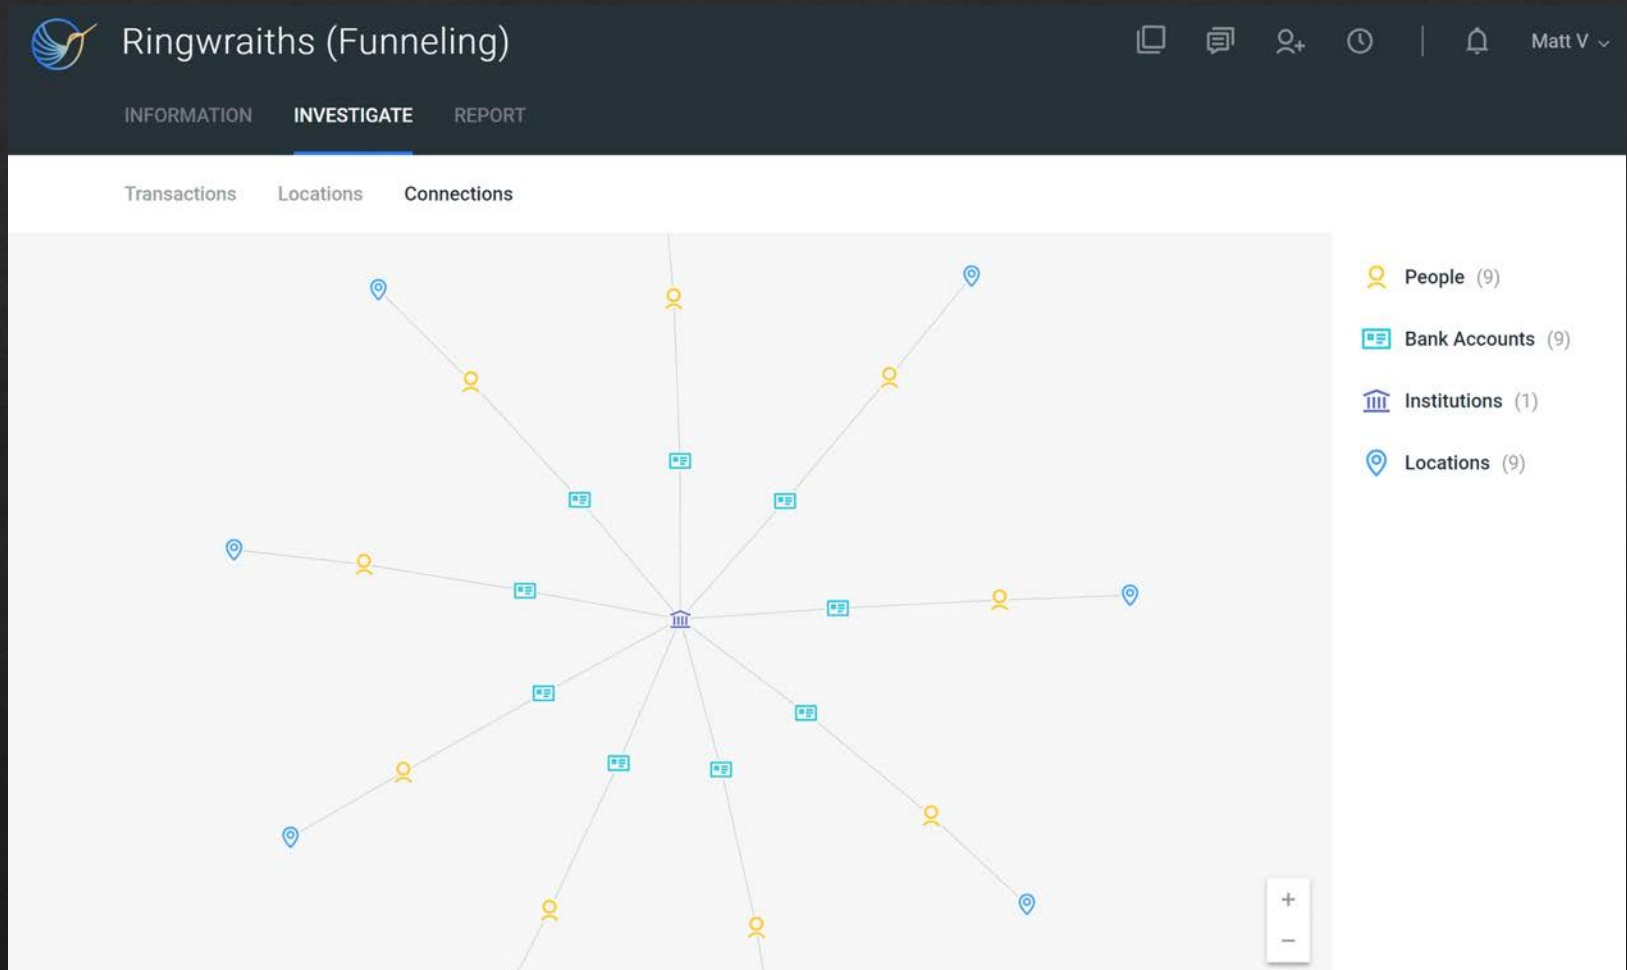 Ringwraiths (Funneling)
Matt V
INFORMATION INVESTIGATE REPORT
Transactions Locations Connections
People (9)
Bank Accounts (9)
Institutions (1)
Locations (9)
+
−